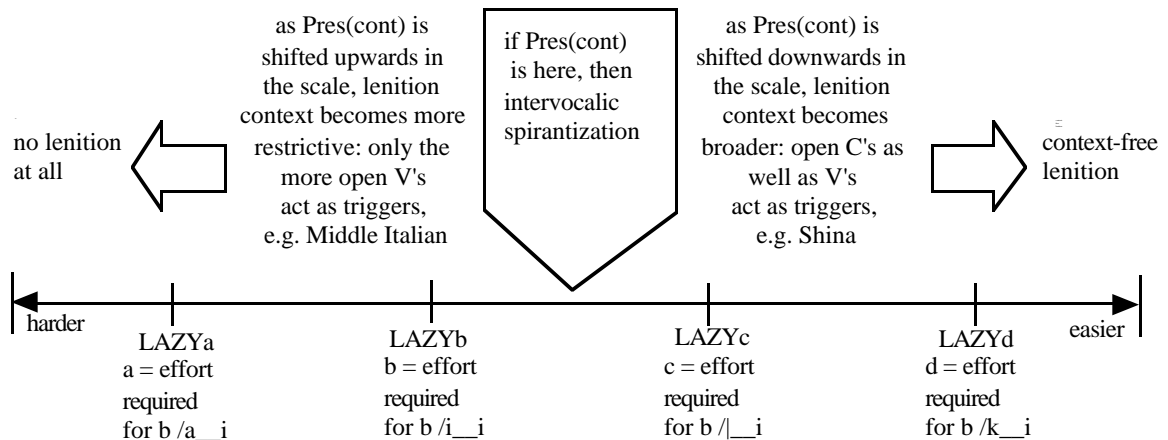 as Pres(cont) is
shifted upwards in
the scale, lenition
context becomes more
restrictive: only the
more open V's
act as triggers,
e.g. Middle Italian
if Pres(cont)
is here, then
intervocalic
spirantization
as Pres(cont) is
shifted downwards in
the scale, lenition
context becomes
broader: open C's as
well as V's
act as triggers,
e.g. Shina
no lenition
at all
context-free
lenition
harder
easier
LAZYa
a = effort
required
for b /a__i
LAZYb
b = effort
required
for b /i__i
LAZYc
c = effort
required
for b /|__i
LAZYd
d = effort
required
for b /k__i